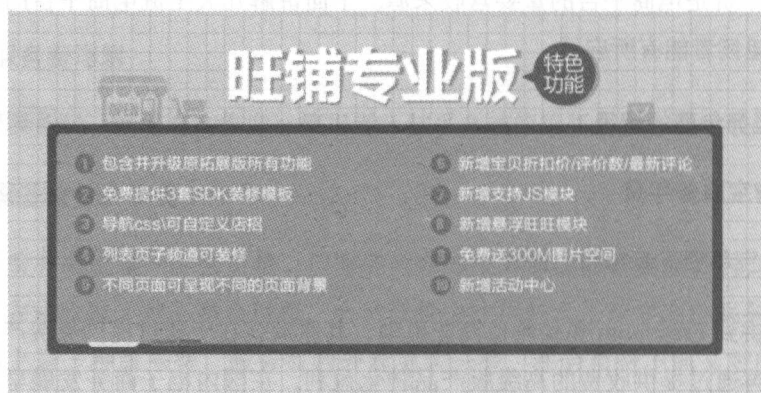 旺铺专业版
特色
功能
OPEN
1 包含并升级原拓展版所有功能
2 免费提供3套SDK装修模板
3 导航css\可自定义店招
4 列表页子频道可装修
5 不同页面可呈现不同的页面背景
6 新增宝贝折扣价/评价数/最新评论
7 新增支持JS模块
8 新增悬浮旺旺模块
9 免费送300M图片空间
10 新增活动中心